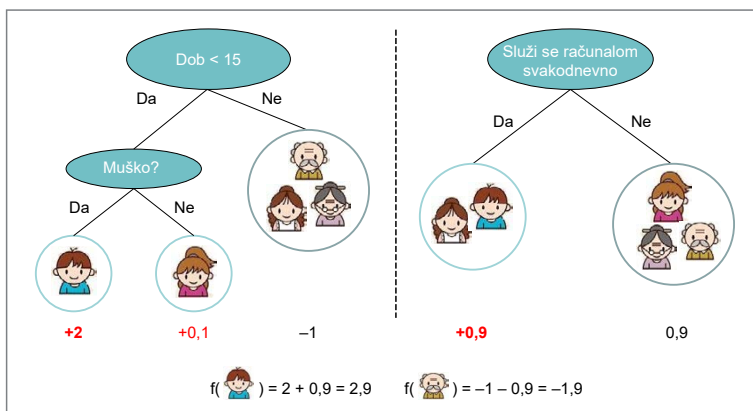 Dob < 15
Da
Ne
Muško?
Da
Ne
+2
+0,1
–1
Služi se računalom
svakodnevno
Da
Ne
+0,9
0,9
f( ) = 2 + 0,9 = 2,9
f( ) = –1 – 0,9 = –1,9